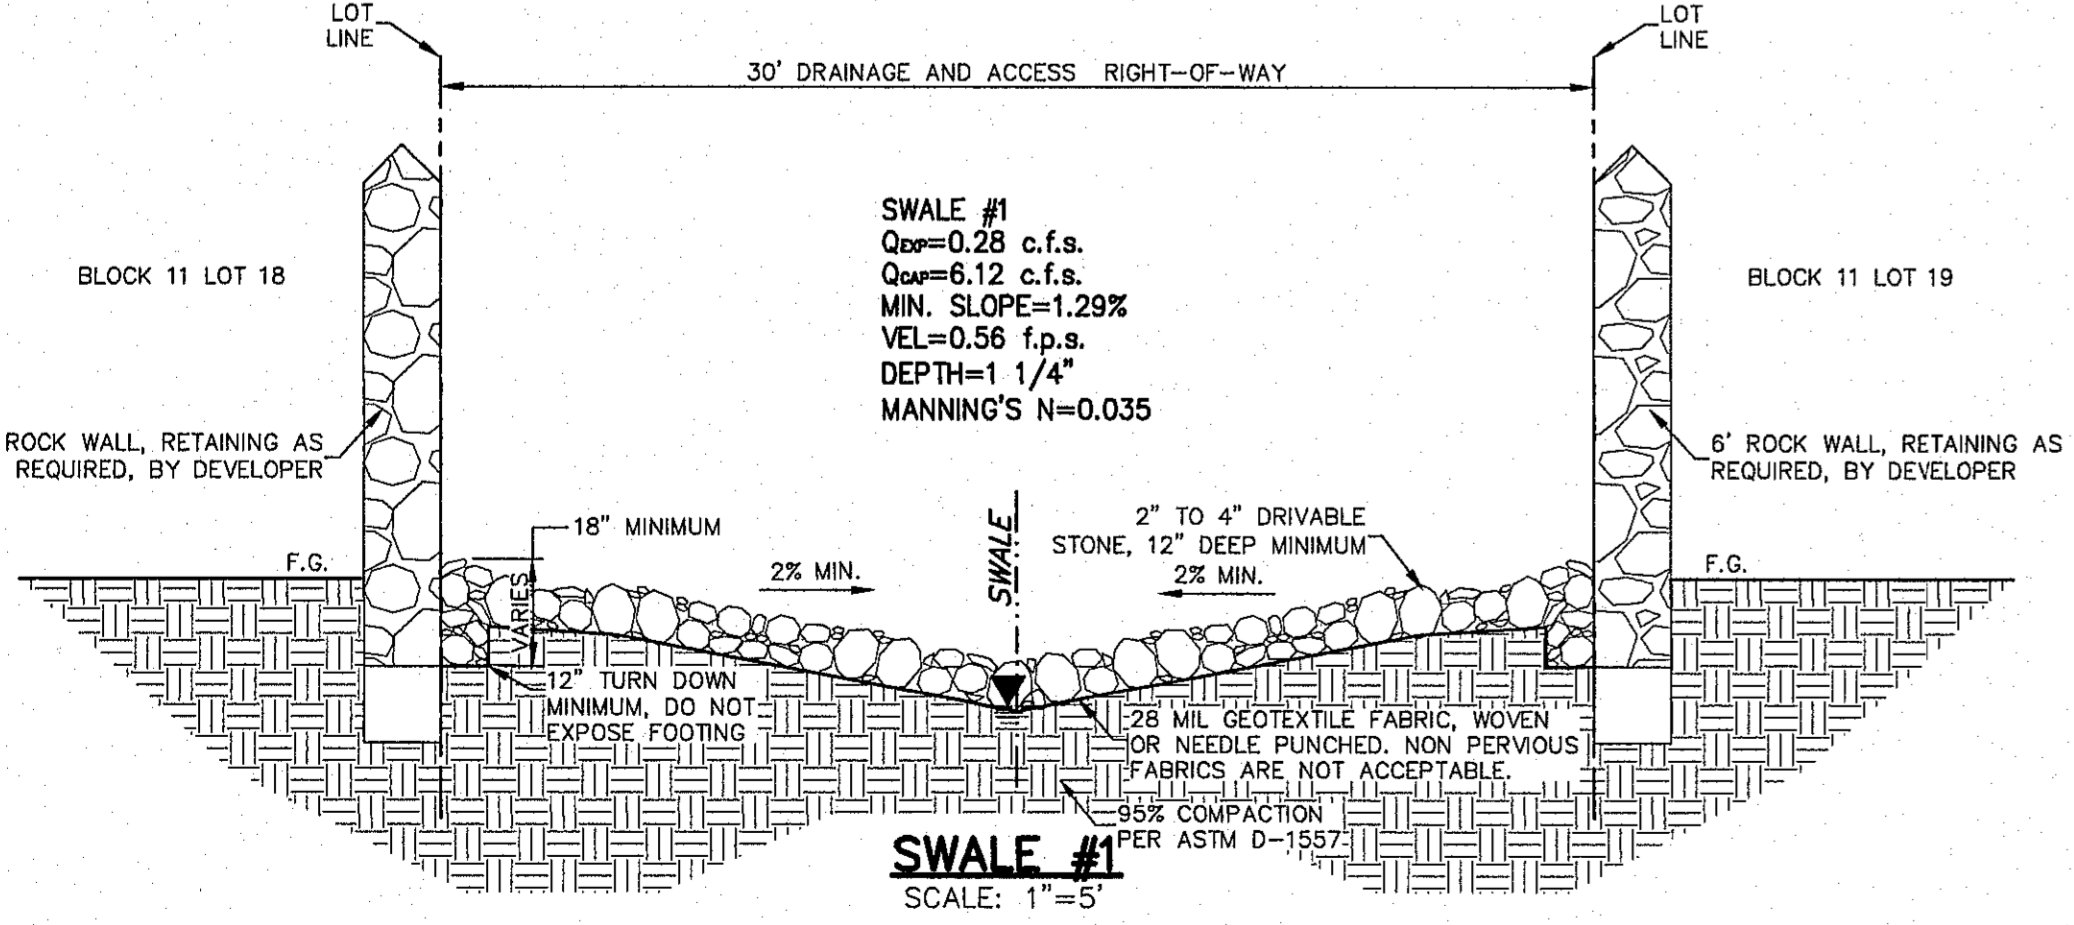 LOT
LINE
LOT
LINE
30' DRAINAGE AND ACCESS RIGHT-OF-WAY
SWALE #1
QEXP=0.28 c.f.s.
QCAP=6.12 c.f.s.
MIN. SLOPE=1.29%
VEL=0.56 f.p.s.
DEPTH=1 1/4"
MANNING'S N=0.035
BLOCK 11 LOT 18
BLOCK 11 LOT 19
ROCK WALL, RETAINING AS
REQUIRED, BY DEVELOPER
6' ROCK WALL, RETAINING AS
REQUIRED, BY DEVELOPER
18" MINIMUM
VARIES
F.G.
2% MIN.
SWALE
2" TO 4" DRIVABLE
STONE, 12" DEEP MINIMUM
2% MIN.
F.G.
12" TURN DOWN
MINIMUM, DO NOT
EXPOSE FOOTING
28 MIL GEOTEXTILE FABRIC, WOVEN
OR NEEDLE PUNCHED. NON PERVIOUS
FABRICS ARE NOT ACCEPTABLE.
95% COMPACTION
PER ASTM D-1557
SWALE #1
SCALE: 1"=5'